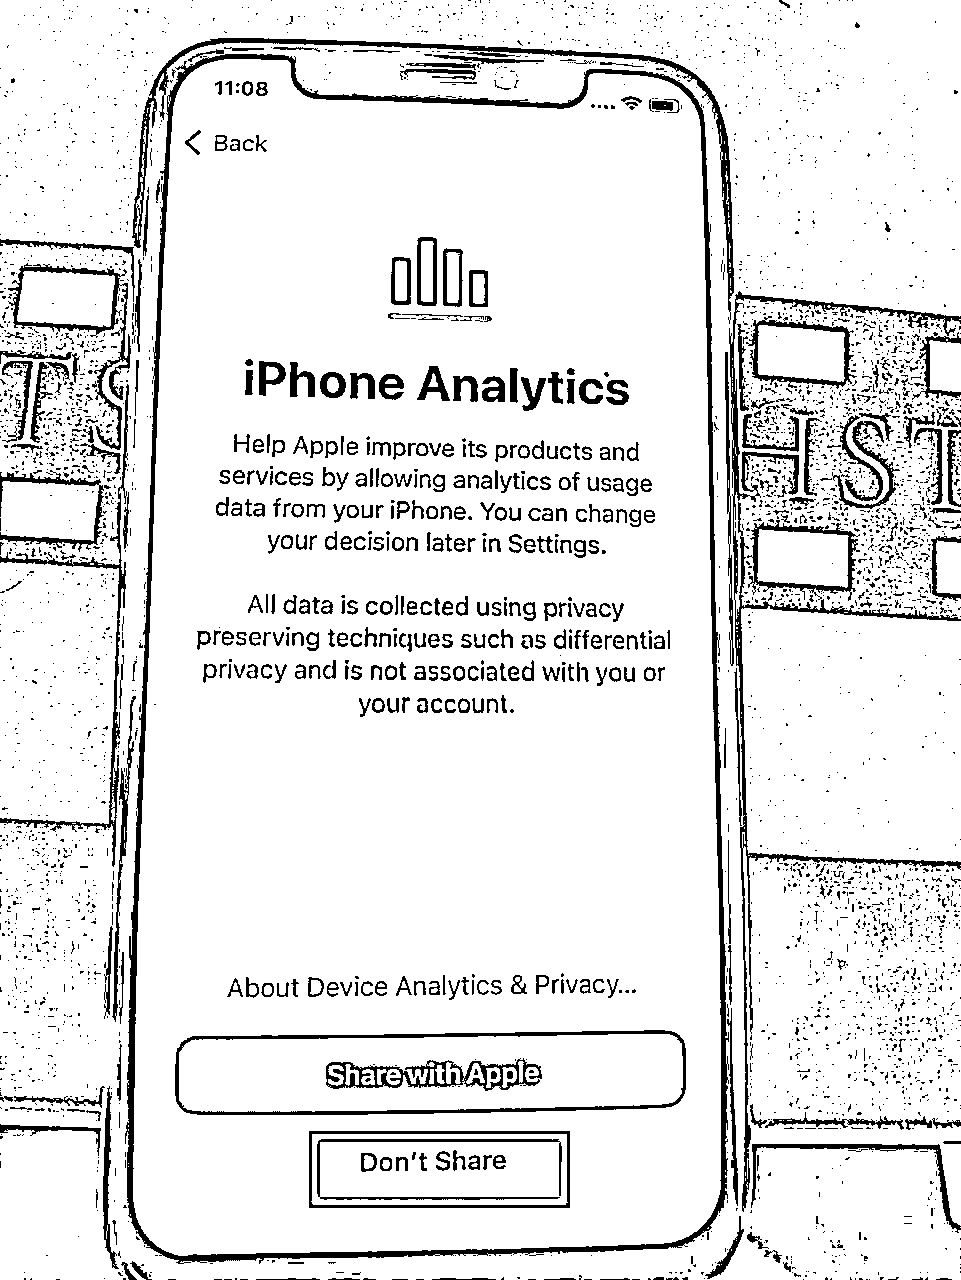 11:08
Back
iPhone Analytics
Help Apple improve its products and
services by allowing analytics of usage
data from your iPhone. You can change
your decision later in Settings.
All data is collected using privacy
preserving techniques such as differential
privacy and is not associated with you or
your account.
About Device Analytics & Privacy...
Share with Apple
Don't Share
TS
HST